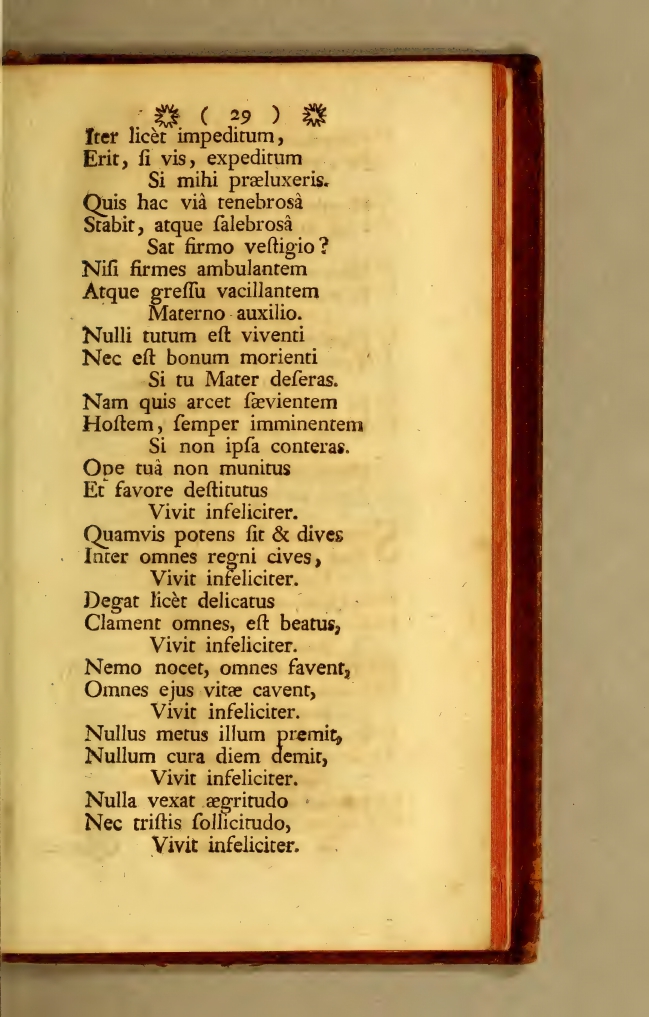 ( 29 )
Iter licèt impeditum,
Erit, ſi vis, expeditum
Si mihi præluxeris.
Quis hac viâ tenebrosâ
Stabit, atque ſalebrosâ
Sat firmo veſtigio?
Niſi firmes ambulantem
Atque greſſu vacillantem
Materno auxilio.
Nulli tutum eſt viventi
Nec eſt bonum morienti
Si tu Mater deſeras.
Nam quis arcet ſævientem
Hoſtem, ſemper imminentem
Si non ipſa conteras.
Ope tuâ non munitus
Et favore deſtitutus
Vivit infeliciter.
Quamvis potens ſit & dives
Inter omnes regni cives,
Vivit infeliciter.
Degat licèt delicatus
Clament omnes, eſt beatus,
Vivit infeliciter.
Nemo nocet, omnes favent,
Omnes ejus vitæ cavent,
Vivit infeliciter.
Nullus metus illum premit,
Nullum cura diem demit,
Vivit infeliciter.
Nulla vexat ægritudo
Nec triſtis ſollicitudo,
Vivit infeliciter.